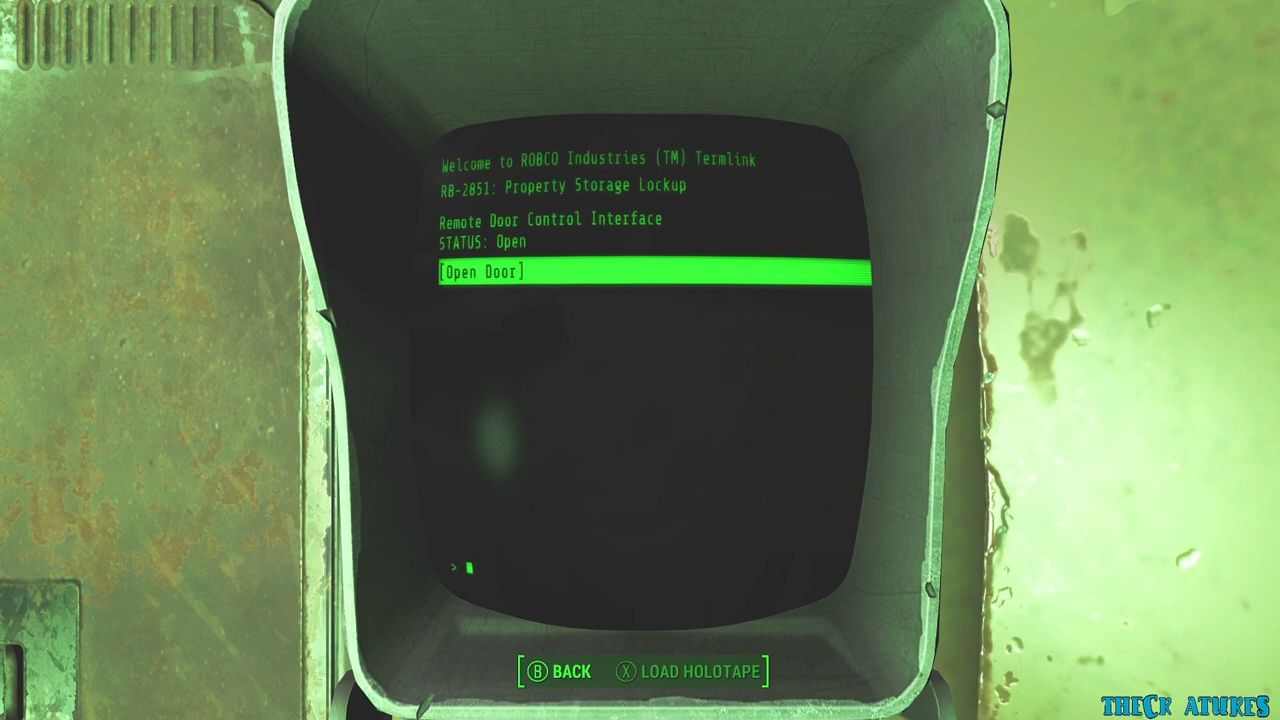 Welcome to ROBCO Industries (TM) Termlink
RB-2851: Property Storage Lockup
Remote Door Control Interface
STATUS: Open
[Open Door]
>
B BACK X LOAD HOLOTAPE